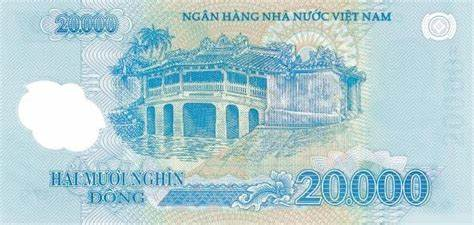 20.000
NGÂN HÀNG NHÀ NƯỚC VIỆT NAM
HAI MƯƠI NGHÌN
ĐỒNG
20.000